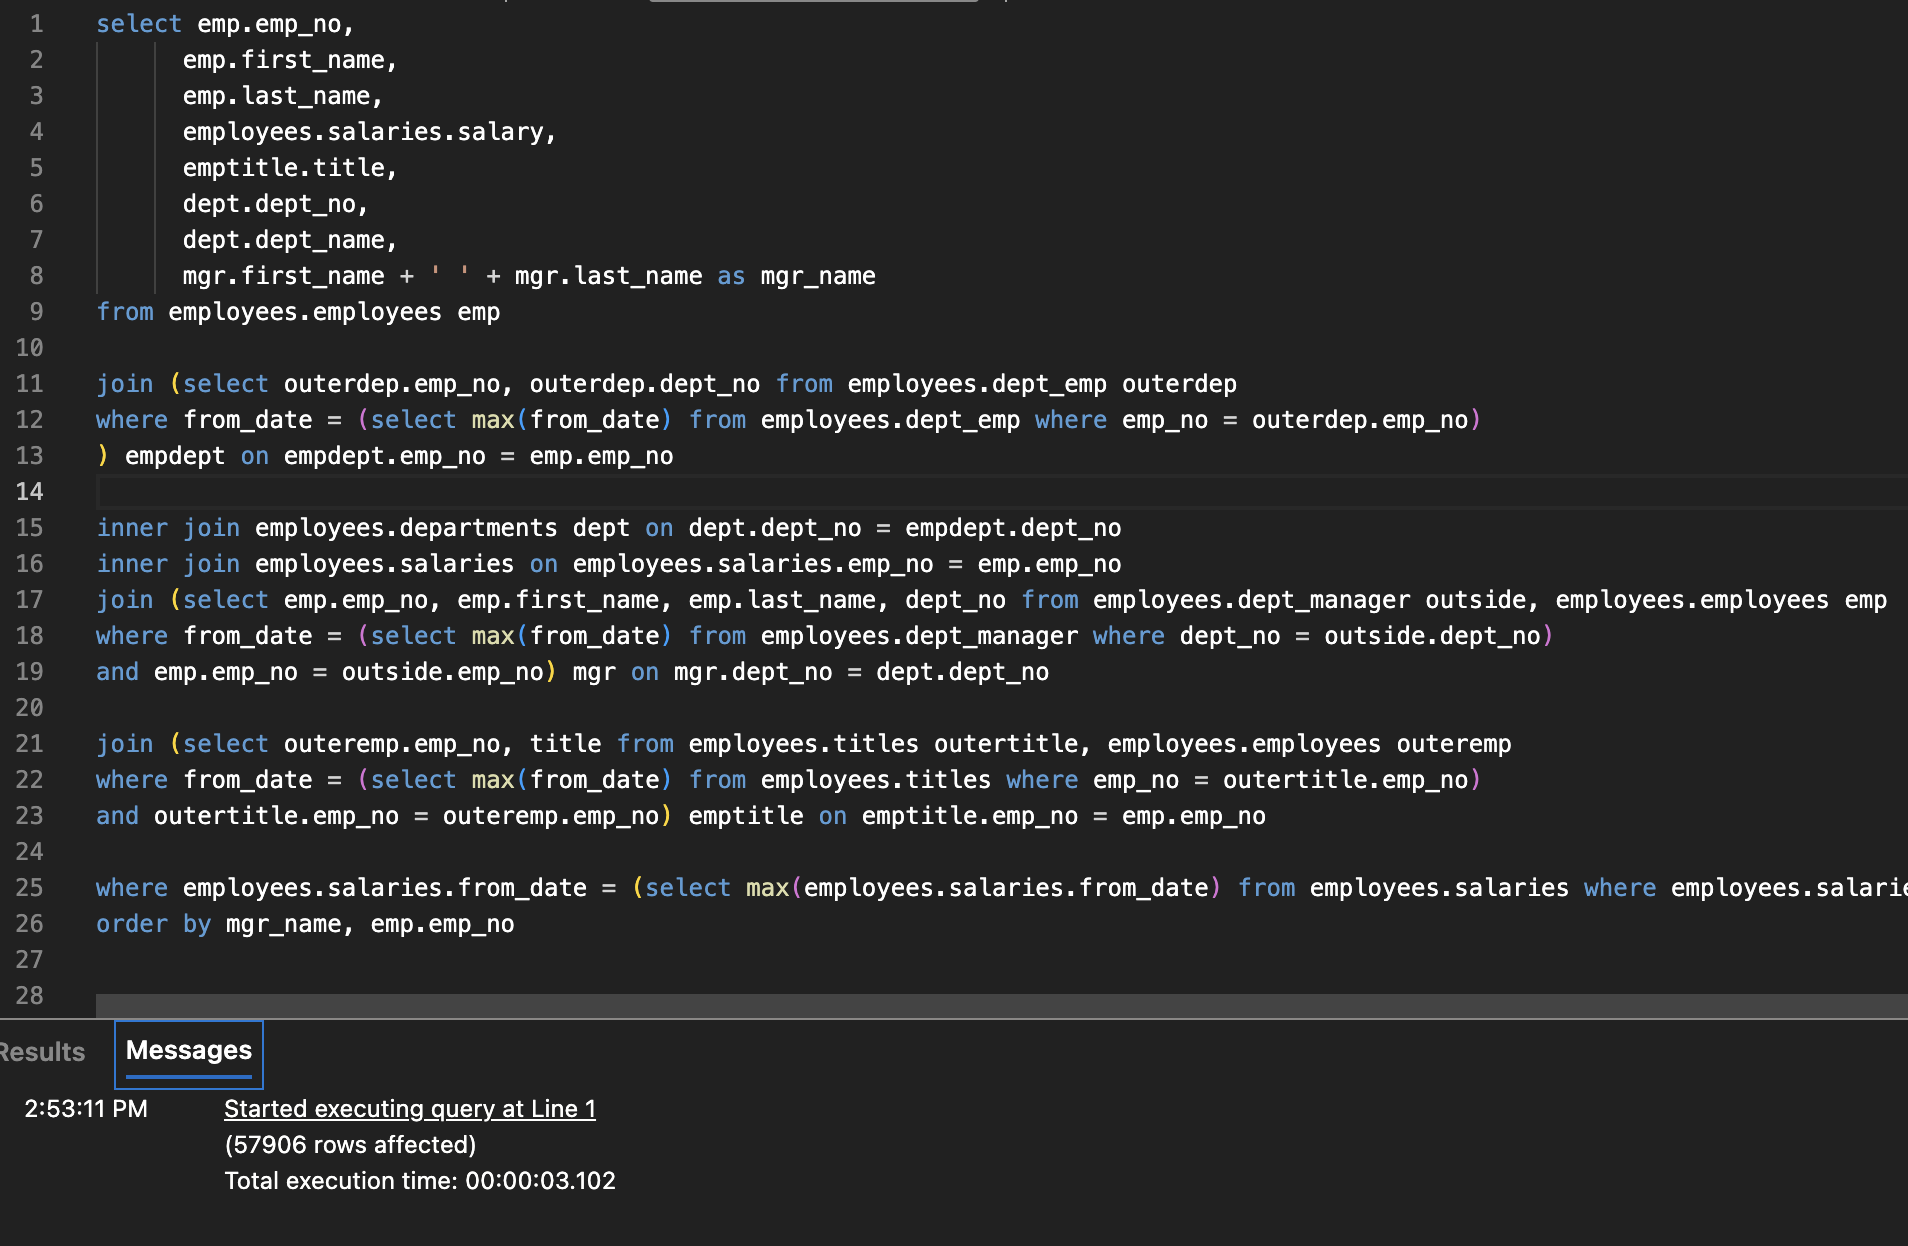 1 select emp.emp_no,
2 emp.first_name,
3 emp.last_name,
4 employees.salaries.salary,
5 emptitle.title,
6 dept.dept_no,
7 dept.dept_name,
8 mgr.first_name + ' ' + mgr.last_name as mgr_name
9 from employees.employees emp
10
11 join (select outerdep.emp_no, outerdep.dept_no from employees.dept_emp outerdep
12 where from_date = (select max(from_date) from employees.dept_emp where emp_no = outerdep.emp_no)
13 ) empdept on empdept.emp_no = emp.emp_no
14
15 inner join employees.departments dept on dept.dept_no = empdept.dept_no
16 inner join employees.salaries on employees.salaries.emp_no = emp.emp_no
17 join (select emp.emp_no, emp.first_name, emp.last_name, dept_no from employees.dept_manager outside, employees.employees emp
18 where from_date = (select max(from_date) from employees.dept_manager where dept_no = outside.dept_no)
19 and emp.emp_no = outside.emp_no) mgr on mgr.dept_no = dept.dept_no
20
21 join (select outeremp.emp_no, title from employees.titles outertitle, employees.employees outeremp
22 where from_date = (select max(from_date) from employees.titles where emp_no = outertitle.emp_no)
23 and outertitle.emp_no = outeremp.emp_no) emptitle on emptitle.emp_no = emp.emp_no
24
25 where employees.salaries.from_date = (select max(employees.salaries.from_date) from employees.salaries where employees.salarie
26 order by mgr_name, emp.emp_no
27
28
Results Messages
2:53:11 PM Started executing query at Line 1
(57906 rows affected)
Total execution time: 00:00:03.102